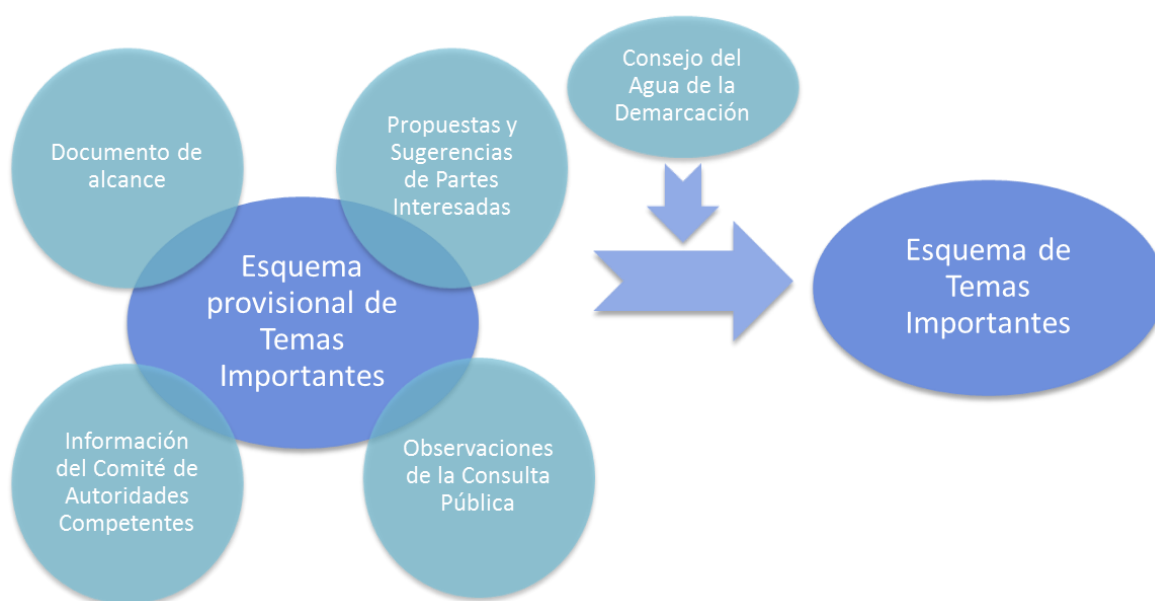 Documento de
alcance
Propuestas y
Sugerencias
de Partes
Interesadas
Esquema
provisional de
Temas
Importantes
Información
del Comité de
Autoridades
Competentes
Observaciones
de la Consulta
Pública
Consejo del
Agua de la
Demarcación
Esquema de
Temas
Importantes